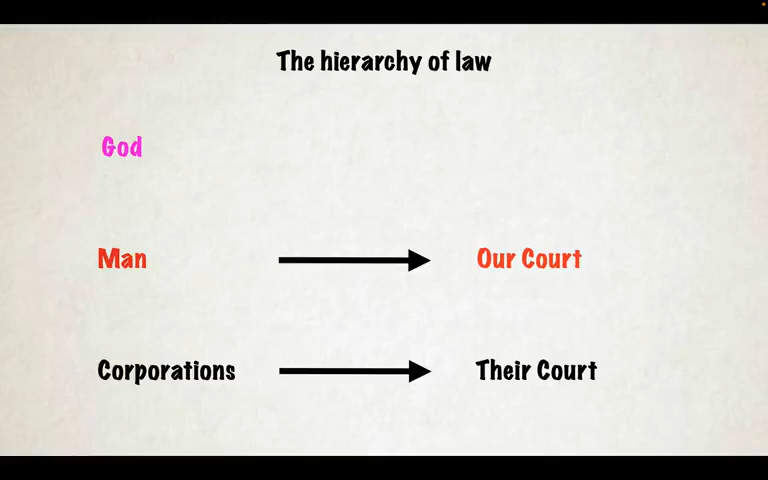 The hierarchy of law
God
Man
Our Court
Corporations
Their Court